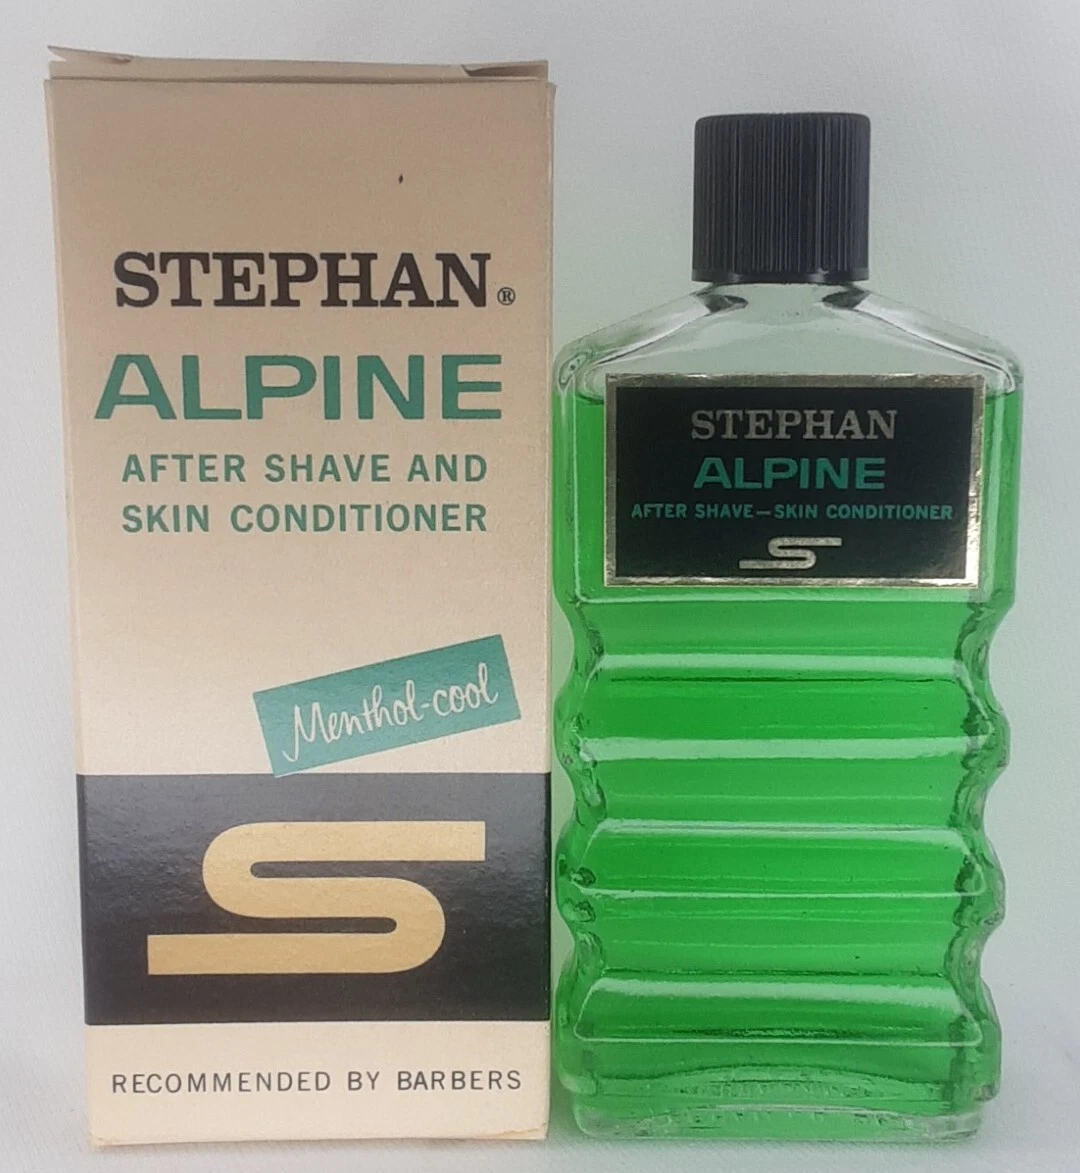 STEPHAN®
ALPINE
AFTER SHAVE AND
SKIN CONDITIONER
Menthol-cool
S
RECOMMENDED BY BARBERS
STEPHAN
ALPINE
AFTER SHAVE—SKIN CONDITIONER
S